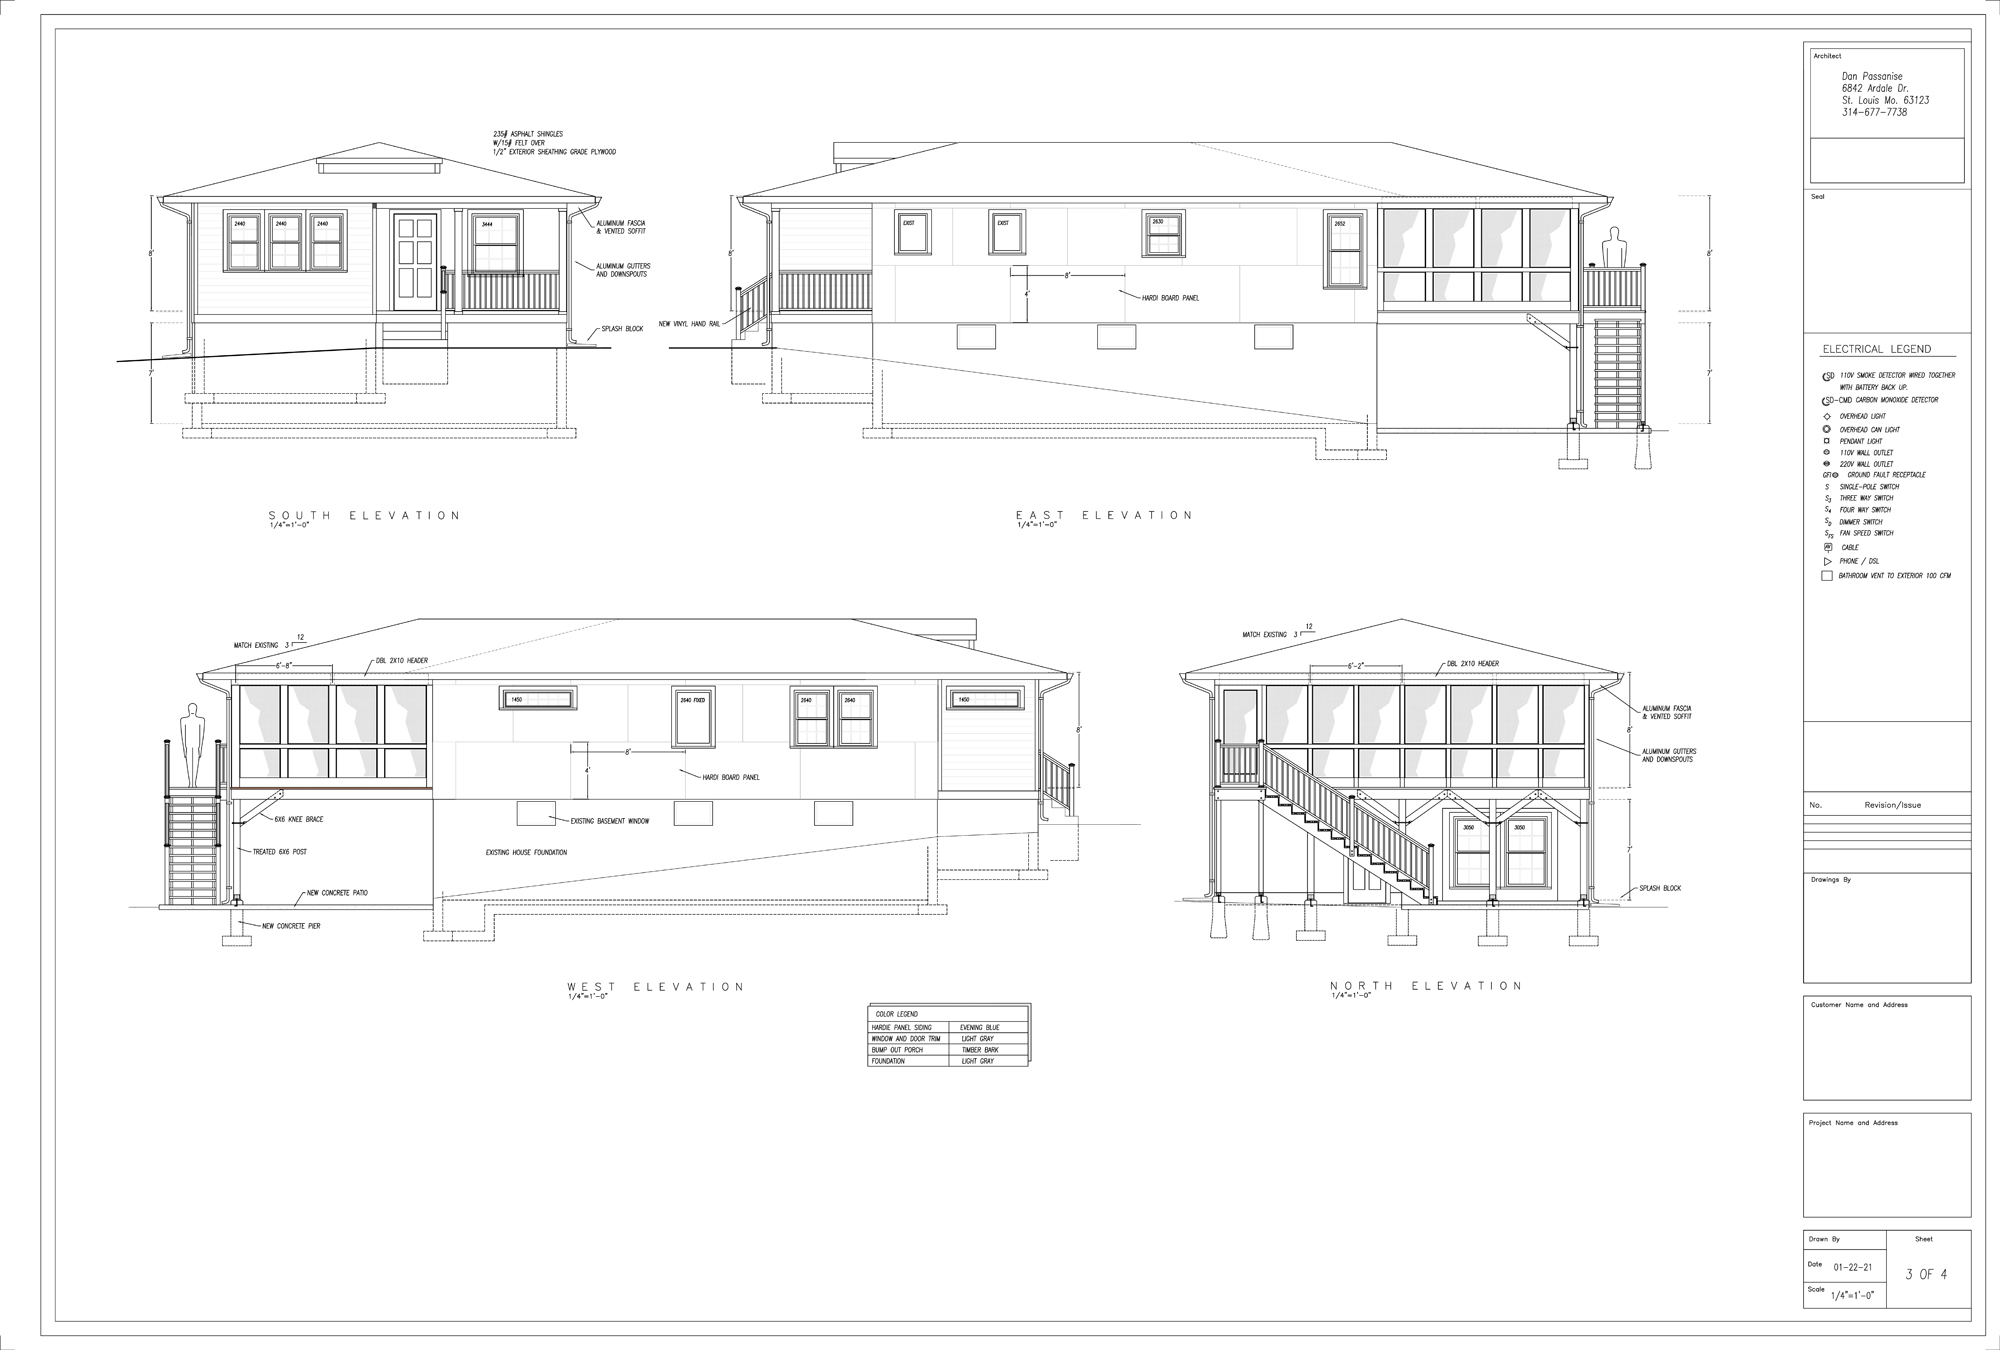 235# ASPHALT SHINGLES
W/15# FELT OVER
1/2" EXTERIOR SHEATHING GRADE PLYWOOD
2440
2440
2440
3444
ALUMINUM FASCIA
& VENTED SOFFIT
ALUMINUM GUTTERS
AND DOWNSPOUTS
SPLASH BLOCK
8'
7'
SOUTH ELEVATION
1/4"=1'-0"
8'
EXIST
EXIST
2630
2652
8'
4'
HARDI BOARD PANEL
NEW VINYL HAND RAIL
8'
7'
EAST ELEVATION
1/4"=1'-0"
MATCH EXISTING 3
12
6'-8"
DBL 2X10 HEADER
1450
2640 FIXED
2640
2640
1450
8'
8'
4'
HARDI BOARD PANEL
6X6 KNEE BRACE
EXISTING BASEMENT WINDOW
TREATED 6X6 POST
EXISTING HOUSE FOUNDATION
NEW CONCRETE PATIO
NEW CONCRETE PIER
WEST ELEVATION
1/4"=1'-0"
MATCH EXISTING 3
12
6'-2"
DBL 2X10 HEADER
ALUMINUM FASCIA
& VENTED SOFFIT
8'
ALUMINUM GUTTERS
AND DOWNSPOUTS
3050
3050
7'
SPLASH BLOCK
NORTH ELEVATION
1/4"=1'-0"
COLOR LEGEND
HARDIE PANEL SIDING EVENING BLUE
WINDOW AND DOOR TRIM LIGHT GRAY
BUMP OUT PORCH TIMBER BARK
FOUNDATION LIGHT GRAY
Architect
Dan Passanise
6842 Ardale Dr.
St. Louis Mo. 63123
314-677-7738
Seal
ELECTRICAL LEGEND
SD 110V SMOKE DETECTOR WIRED TOGETHER
WITH BATTERY BACK UP.
SD-CMD CARBON MONOXIDE DETECTOR
OVERHEAD LIGHT
OVERHEAD CAN LIGHT
PENDANT LIGHT
110V WALL OUTLET
220V WALL OUTLET
GFI GROUND FAULT RECEPTACLE
S SINGLE-POLE SWITCH
S3 THREE WAY SWITCH
S4 FOUR WAY SWITCH
SD DIMMER SWITCH
SFS FAN SPEED SWITCH
CABLE
PHONE / DSL
BATHROOM VENT TO EXTERIOR 100 CFM
No. Revision/Issue
Drawings By
Customer Name and Address
Project Name and Address
Drawn By
Sheet
Date 01-22-21
3 OF 4
Scale 1/4"=1'-0"